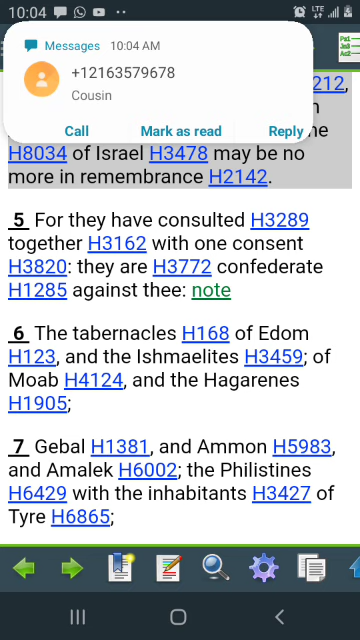 10:04
LTE
Messages 10:04 AM
+12163579678
Cousin
Call Mark as read Reply
212,
H8034 of Israel H3478 may be no
more in remembrance H2142.
5 For they have consulted H3289
together H3162 with one consent
H3820: they are H3772 confederate
H1285 against thee: note
6 The tabernacles H168 of Edom
H123, and the Ishmaelites H3459; of
Moab H4124, and the Hagarenes
H1905;
7 Gebal H1381, and Ammon H5983,
and Amalek H6002; the Philistines
H6429 with the inhabitants H3427 of
Tyre H6865;